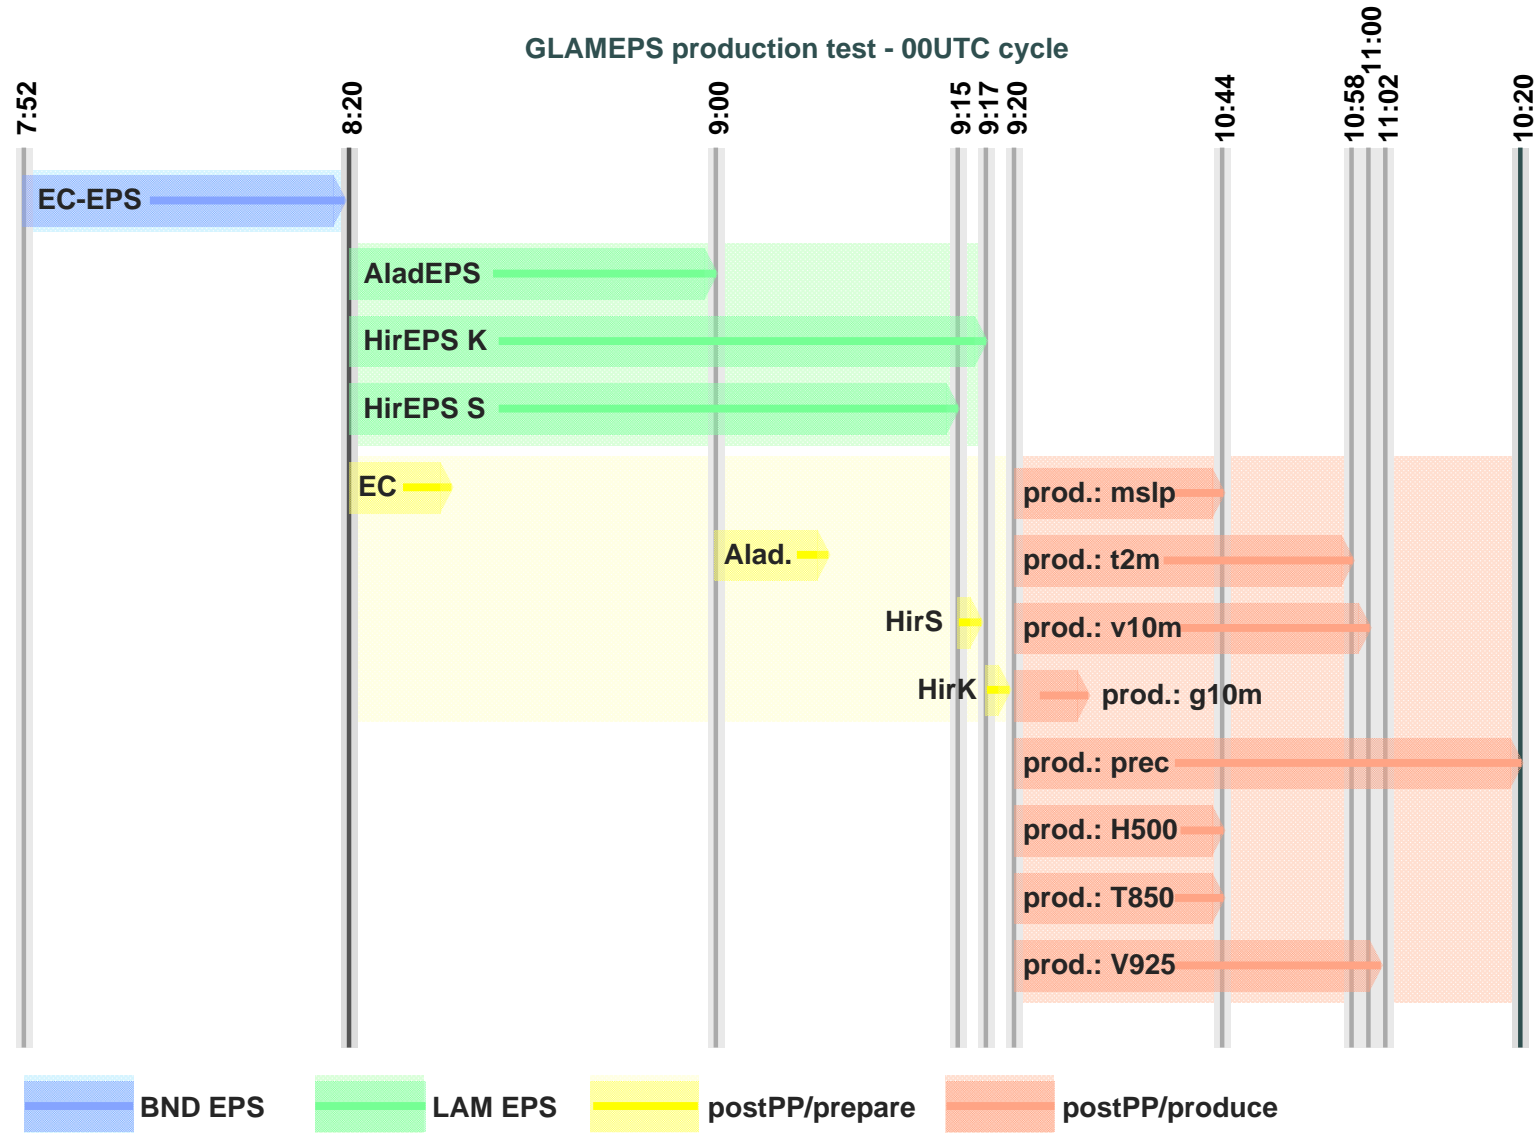 GLAMEPS production test - 00UTC cycle
7:52
8:20
9:00
9:15
9:17
9:20
10:44
10:58
11:00
11:02
10:20
EC-EPS
AladEPS
HirEPS K
HirEPS S
EC
prod.: mslp
Alad.
prod.: t2m
HirS
prod.: v10m
HirK
prod.: g10m
prod.: prec
prod.: H500
prod.: T850
prod.: V925
BND EPS
LAM EPS
postPP/prepare
postPP/produce